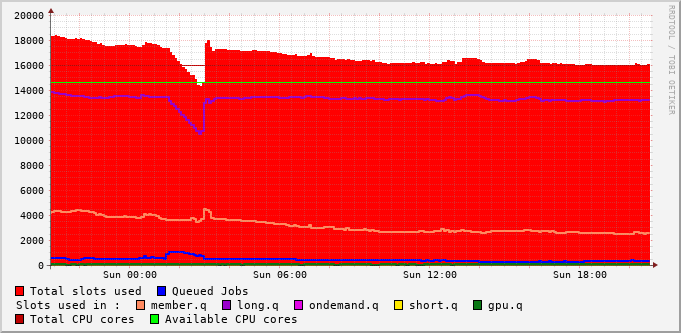 20000
18000
16000
14000
12000
10000
8000
6000
4000
2000
0
Sun 00:00 Sun 06:00 Sun 12:00 Sun 18:00
RRDTOOL / TOBI OETIKER
Total slots used Queued Jobs
Slots used in : member.q long.q ondemand.q short.q gpu.q
Total CPU cores Available CPU cores